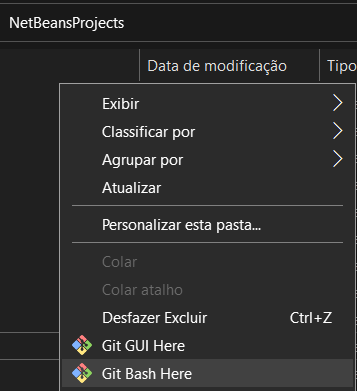 NetBeansProjects
Data de modificação Tipo
Exibir
Classificar por
Agrupar por
Atualizar
Personalizar esta pasta...
Colar
Colar atalho
Desfazer Excluir Ctrl+Z
Git GUI Here
Git Bash Here